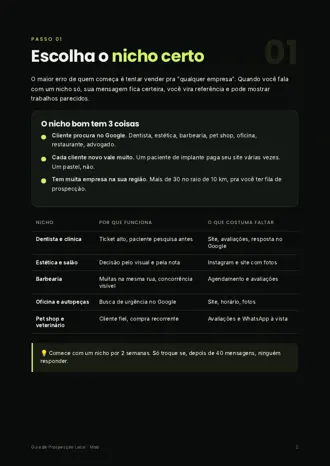 PASSO 01
Escolha o nicho certo
01
O maior erro de quem começa é tentar vender pra "qualquer empresa". Quando você fala
com um nicho só, sua mensagem fica certeira, você vira referência e pode mostrar
trabalhos parecidos.
O nicho bom tem 3 coisas
Cliente procura no Google. Dentista, estética, barbearia, pet shop, oficina,
restaurante, advogado.
Cada cliente novo vale muito. Um paciente de implante paga seu site várias vezes.
Um pastel, não.
Tem muita empresa na sua região. Mais de 30 no raio de 10 km, pra você ter fila de
prospecção.
NICHO POR QUE FUNCIONA O QUE COSTUMA FALTAR
Dentista e clínica Ticket alto, paciente pesquisa antes Site, avaliações, resposta no
Google
Estética e salão Decisão pelo visual e pela nota Instagram e site com fotos
Barbearia Muitas na mesma rua, concorrência Agendamento e avaliações
visível
Oficina e autopeças Busca de urgência no Google Site, horário, fotos
Pet shop e Cliente fiel, compra recorrente Avaliações e WhatsApp à vista
veterinário
💡 Comece com um nicho por 2 semanas. Só troque se, depois de 40 mensagens, ninguém
responder.
Guia de Prospecção Local · Maia
2